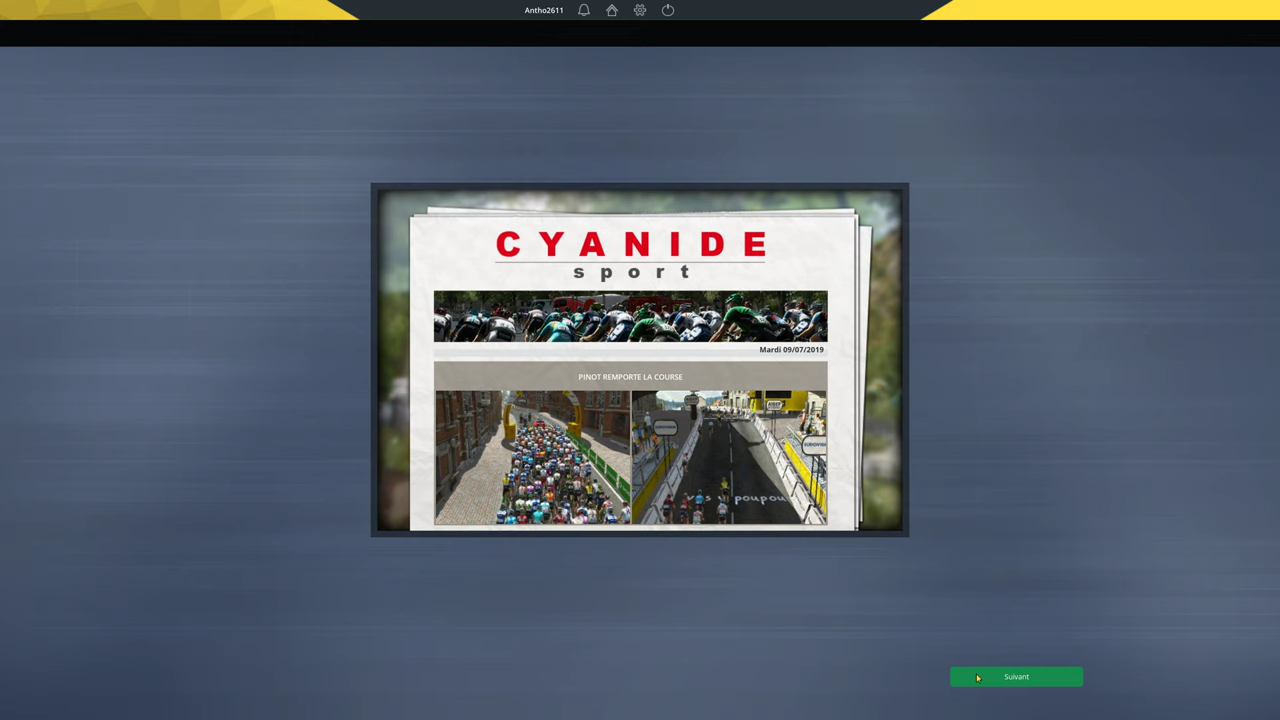 Antho2611
CYANIDE
sport
Mardi 09/07/2019
PINOT REMPORTE LA COURSE
poupou
Suivant